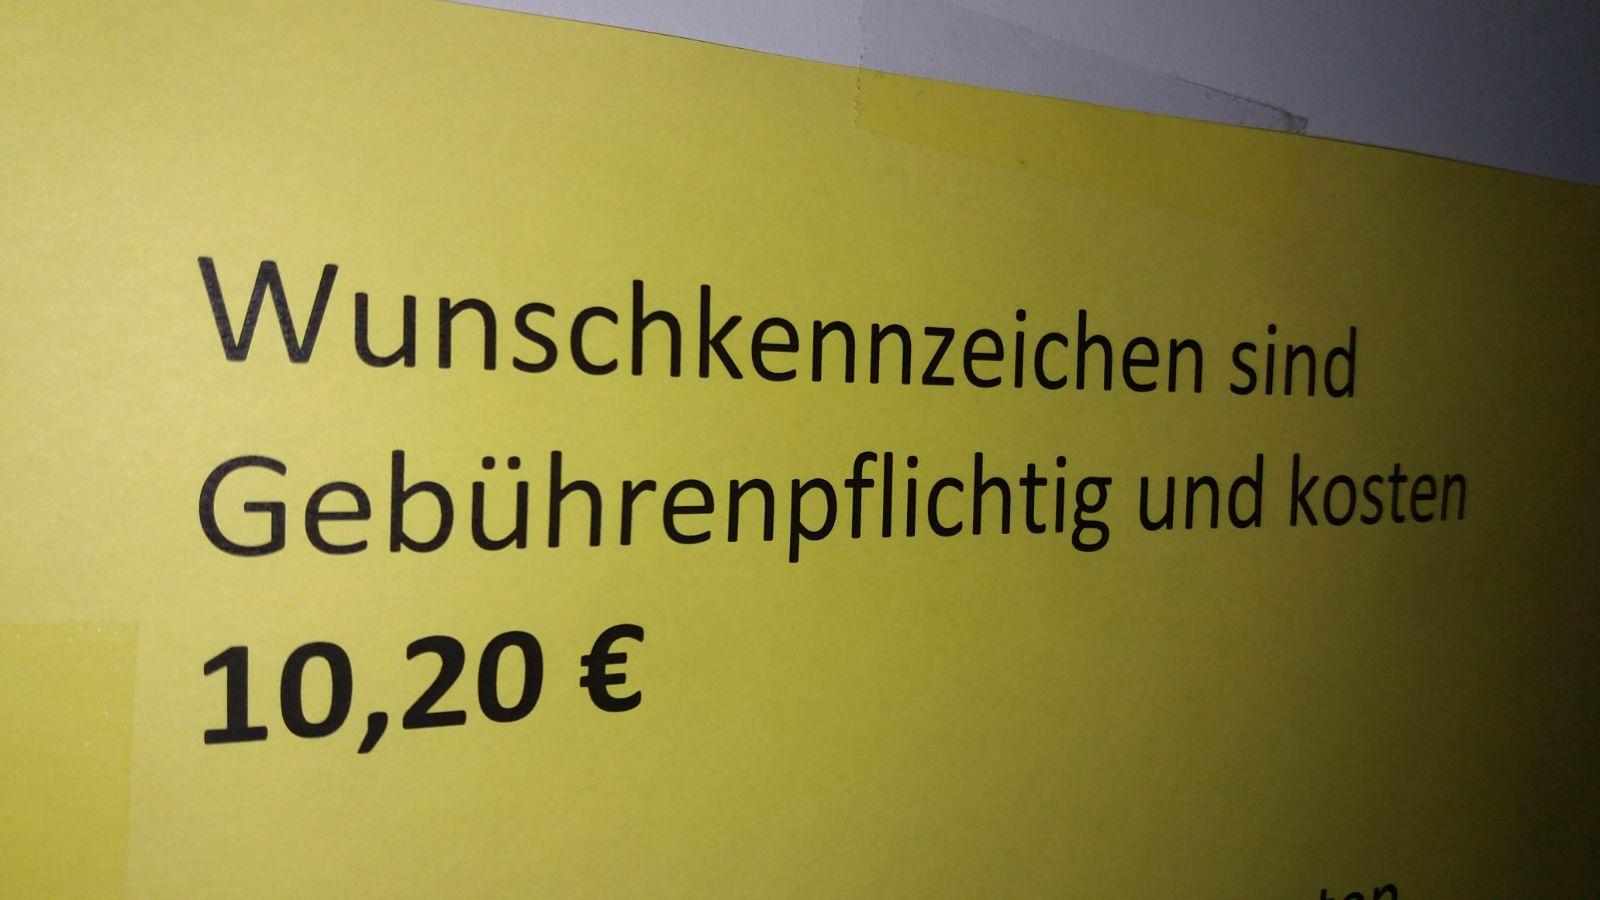 Wunschkennzeichen sind
Gebührenpflichtig und kosten
10,20 €